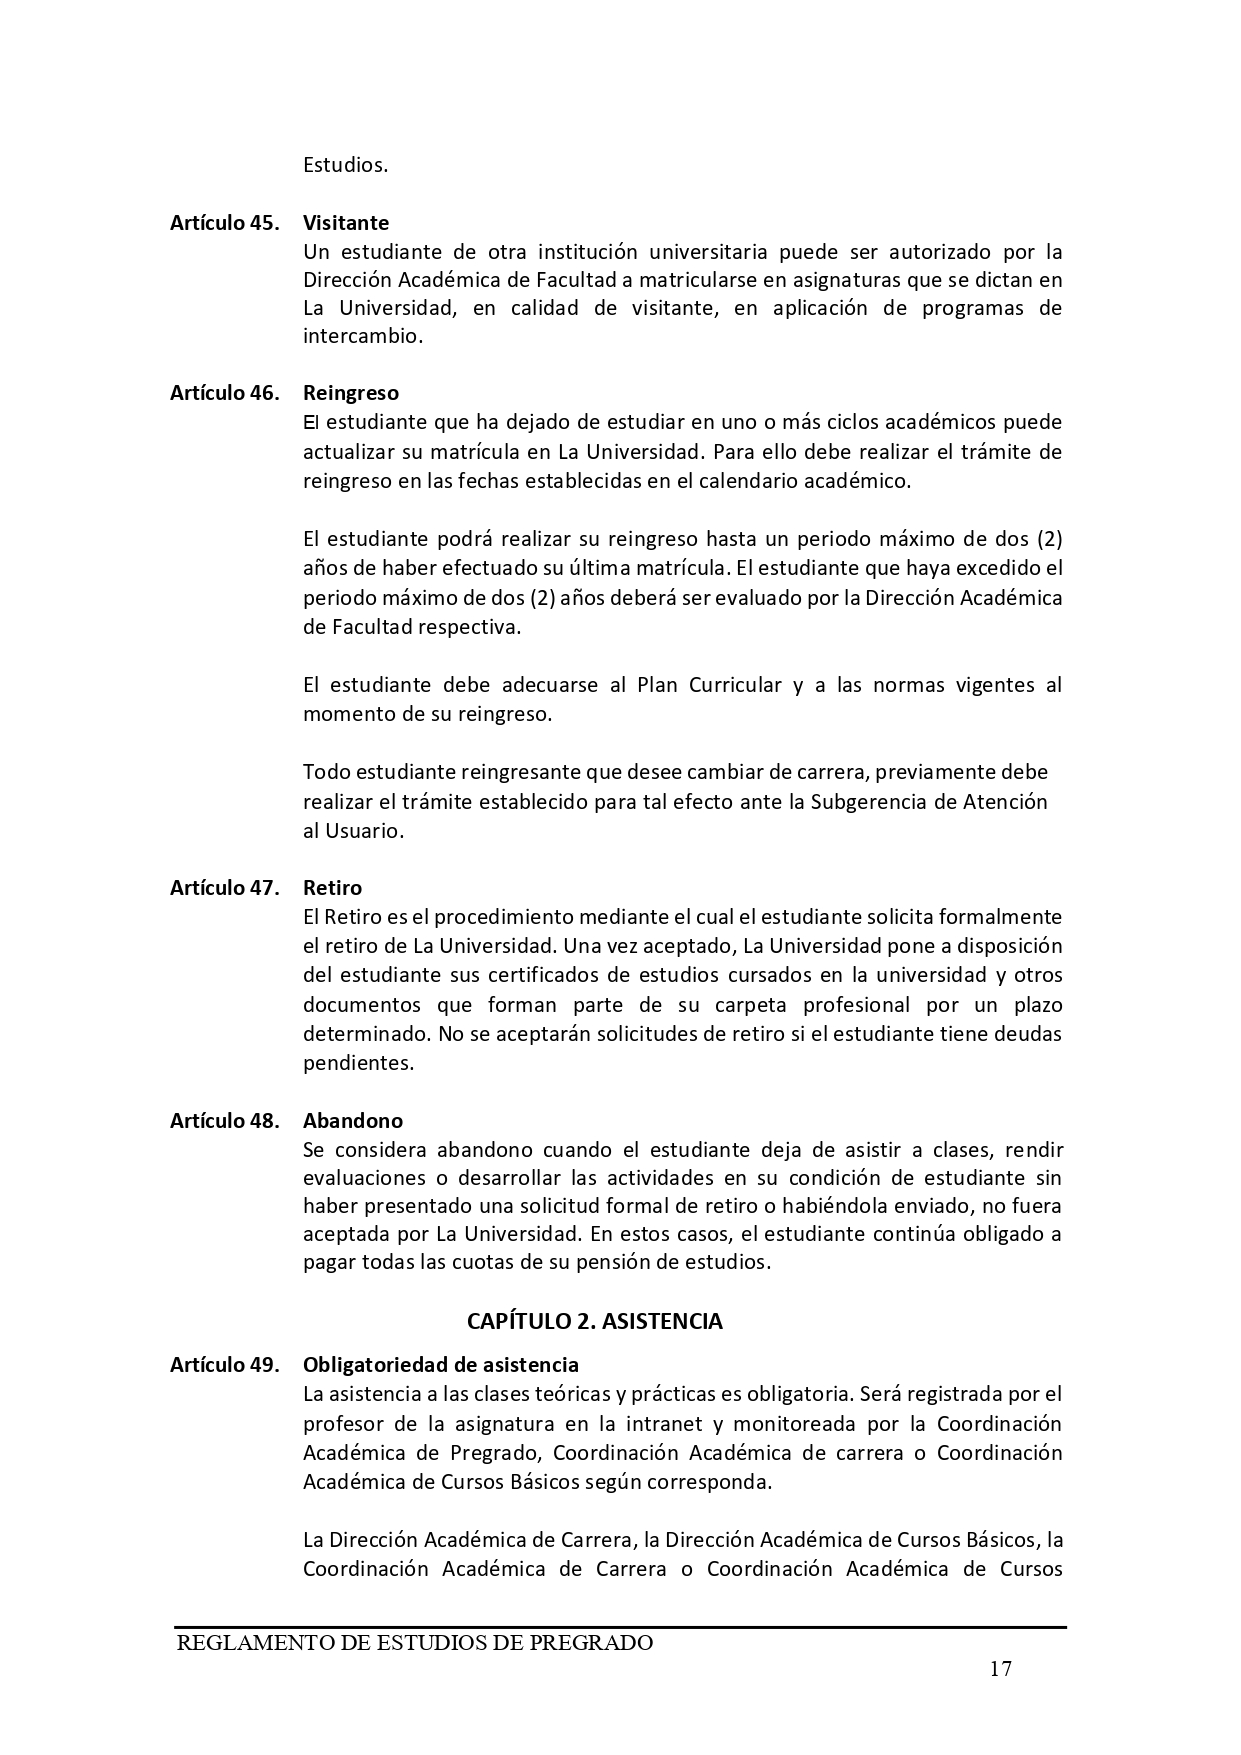 Estudios.
Artículo 45. Visitante
Un estudiante de otra institución universitaria puede ser autorizado por la
Dirección Académica de Facultad a matricularse en asignaturas que se dictan en
La Universidad, en calidad de visitante, en aplicación de programas de
intercambio.
Artículo 46. Reingreso
El estudiante que ha dejado de estudiar en uno o más ciclos académicos puede
actualizar su matrícula en La Universidad. Para ello debe realizar el trámite de
reingreso en las fechas establecidas en el calendario académico.
El estudiante podrá realizar su reingreso hasta un periodo máximo de dos (2)
años de haber efectuado su última matrícula. El estudiante que haya excedido el
periodo máximo de dos (2) años deberá ser evaluado por la Dirección Académica
de Facultad respectiva.
El estudiante debe adecuarse al Plan Curricular y a las normas vigentes al
momento de su reingreso.
Todo estudiante reingresante que desee cambiar de carrera, previamente debe
realizar el trámite establecido para tal efecto ante la Subgerencia de Atención
al Usuario.
Artículo 47. Retiro
El Retiro es el procedimiento mediante el cual el estudiante solicita formalmente
el retiro de La Universidad. Una vez aceptado, La Universidad pone a disposición
del estudiante sus certificados de estudios cursados en la universidad y otros
documentos que forman parte de su carpeta profesional por un plazo
determinado. No se aceptarán solicitudes de retiro si el estudiante tiene deudas
pendientes.
Artículo 48. Abandono
Se considera abandono cuando el estudiante deja de asistir a clases, rendir
evaluaciones o desarrollar las actividades en su condición de estudiante sin
haber presentado una solicitud formal de retiro o habiéndola enviado, no fuera
aceptada por La Universidad. En estos casos, el estudiante continúa obligado a
pagar todas las cuotas de su pensión de estudios.
CAPÍTULO 2. ASISTENCIA
Artículo 49. Obligatoriedad de asistencia
La asistencia a las clases teóricas y prácticas es obligatoria. Será registrada por el
profesor de la asignatura en la intranet y monitoreada por la Coordinación
Académica de Pregrado, Coordinación Académica de carrera o Coordinación
Académica de Cursos Básicos según corresponda.
La Dirección Académica de Carrera, la Dirección Académica de Cursos Básicos, la
Coordinación Académica de Carrera o Coordinación Académica de Cursos
REGLAMENTO DE ESTUDIOS DE PREGRADO
17